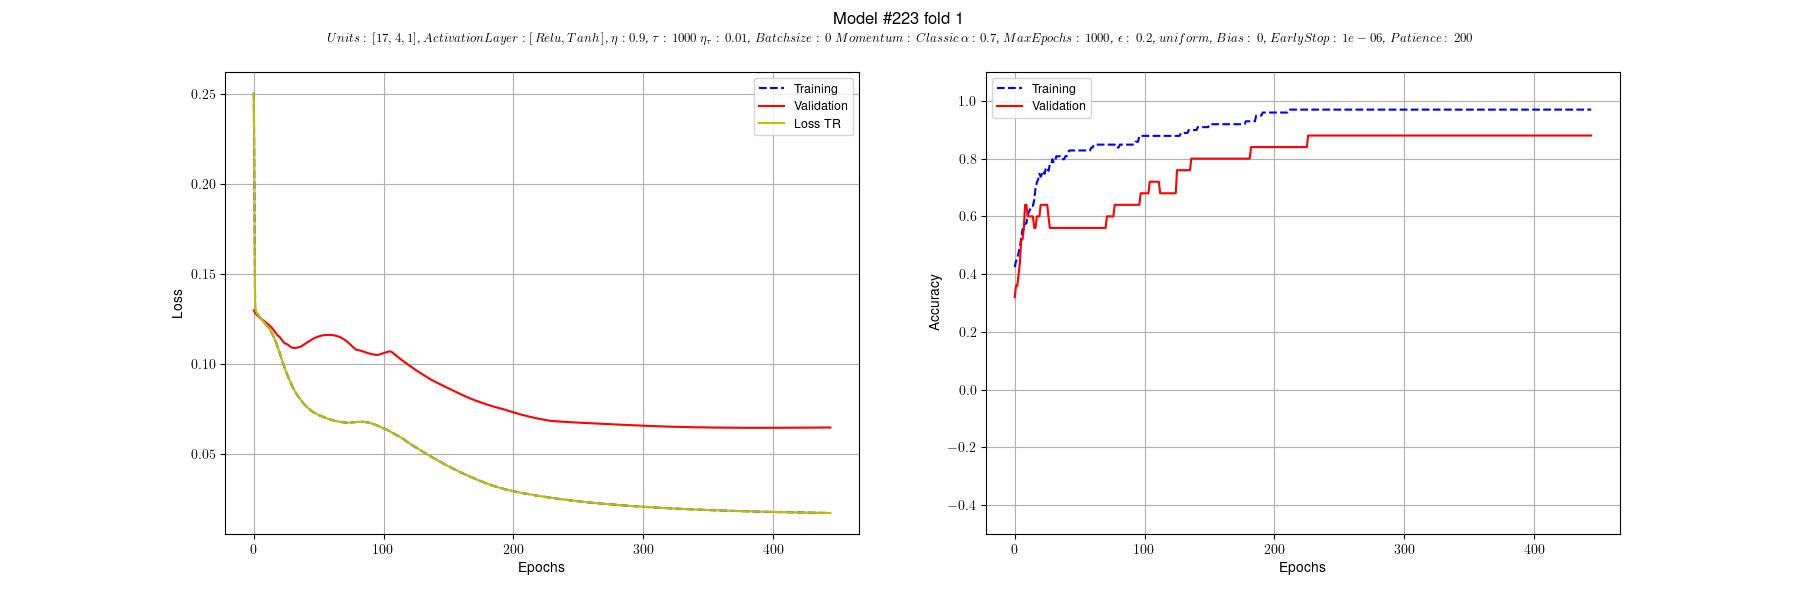 Model #223 fold 1
Units : [17, 4, 1], ActivationLayer : [Relu, Tanh], η : 0.9, τ : 1000 ητ : 0.01, Batchsize : 0 Momentum : Classic α : 0.7, MaxEpochs : 1000, ϵ : 0.2, uniform, Bias : 0, EarlyStop : 1e − 06, Patience : 200
Training
Validation
Loss TR
0.25
0.20
0.15
0.10
0.05
Loss
0 100 200 300 400
Epochs
Training
Validation
1.0
0.8
0.6
0.4
0.2
0.0
−0.2
−0.4
Accuracy
0 100 200 300 400
Epochs